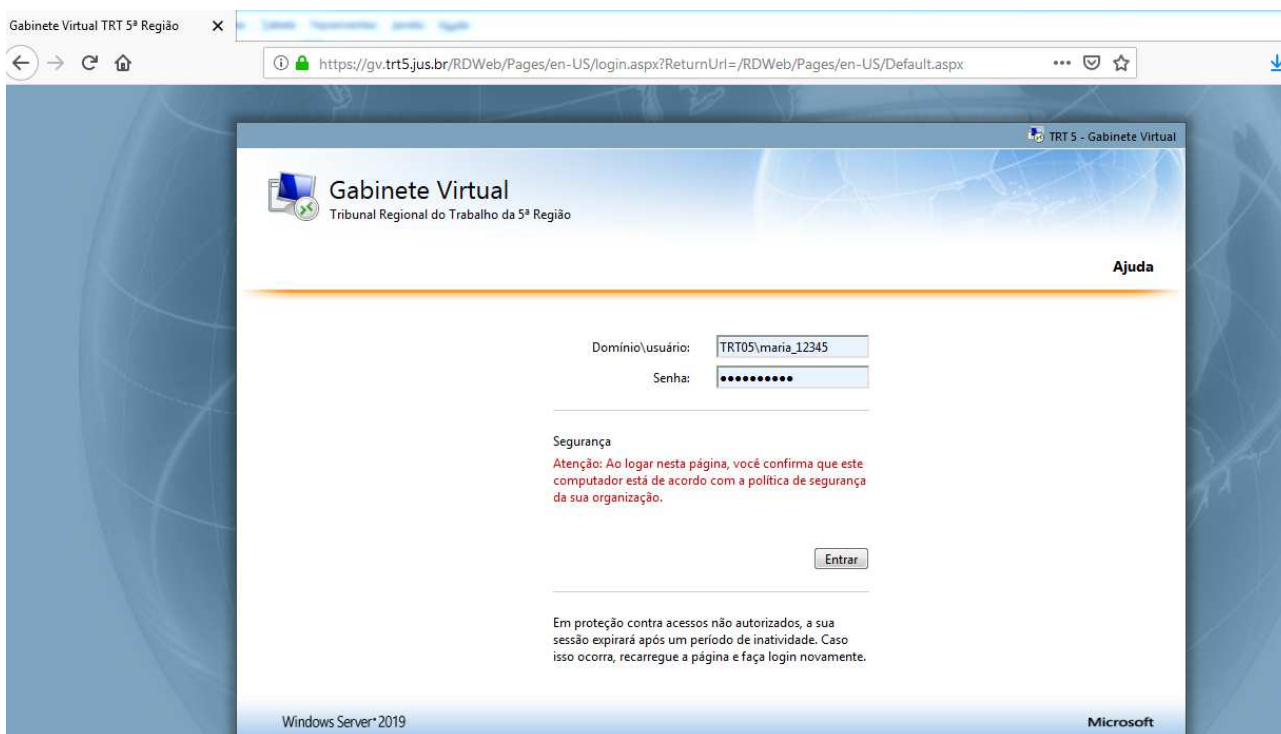 Gabinete Virtual TRT 5ª Região
https://gv.trt5.jus.br/RDWeb/Pages/en-US/login.aspx?ReturnUrl=/RDWeb/Pages/en-US/Default.aspx
TRT 5 - Gabinete Virtual
Gabinete Virtual
Tribunal Regional do Trabalho da 5ª Região
Ajuda
Domínio\usuário: TRT05\maria_12345
Senha: ••••••••••
Segurança
Atenção: Ao logar nesta página, você confirma que este
computador está de acordo com a política de segurança
da sua organização.
Entrar
Em proteção contra acessos não autorizados, a sua
sessão expirará após um período de inatividade. Caso
isso ocorra, recarregue a página e faça login novamente.
Windows Server 2019
Microsoft